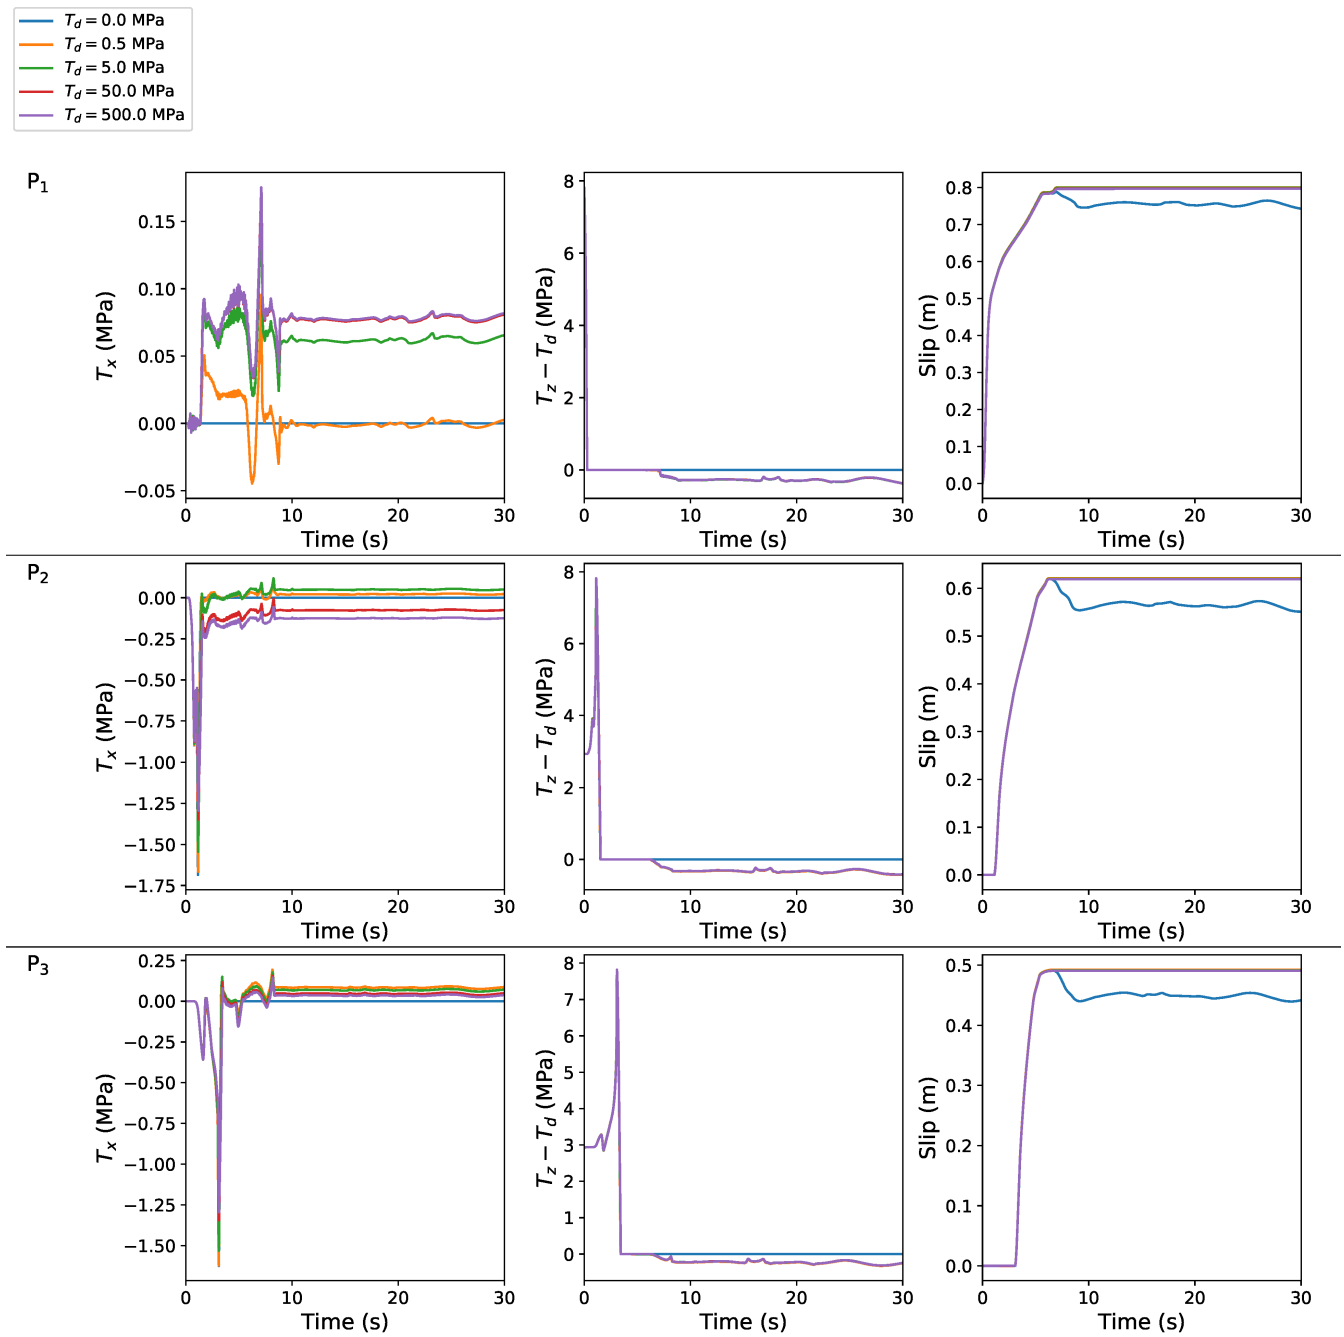 T_d = 0.0 MPa
T_d = 0.5 MPa
T_d = 5.0 MPa
T_d = 50.0 MPa
T_d = 500.0 MPa
P₁
T_x (MPa)
0.15
0.10
0.05
0.00
−0.05
0 10 20 30
Time (s)
T_z − T_d (MPa)
8
6
4
2
0
0 10 20 30
Time (s)
Slip (m)
0.8
0.7
0.6
0.5
0.4
0.3
0.2
0.1
0.0
0 10 20 30
Time (s)
P₂
T_x (MPa)
0.00
−0.25
−0.50
−0.75
−1.00
−1.25
−1.50
−1.75
0 10 20 30
Time (s)
T_z − T_d (MPa)
8
6
4
2
0
0 10 20 30
Time (s)
Slip (m)
0.6
0.5
0.4
0.3
0.2
0.1
0.0
0 10 20 30
Time (s)
P₃
T_x (MPa)
0.25
0.00
−0.25
−0.50
−0.75
−1.00
−1.25
−1.50
0 10 20 30
Time (s)
T_z − T_d (MPa)
8
7
6
5
4
3
2
1
0
0 10 20 30
Time (s)
Slip (m)
0.5
0.4
0.3
0.2
0.1
0.0
0 10 20 30
Time (s)